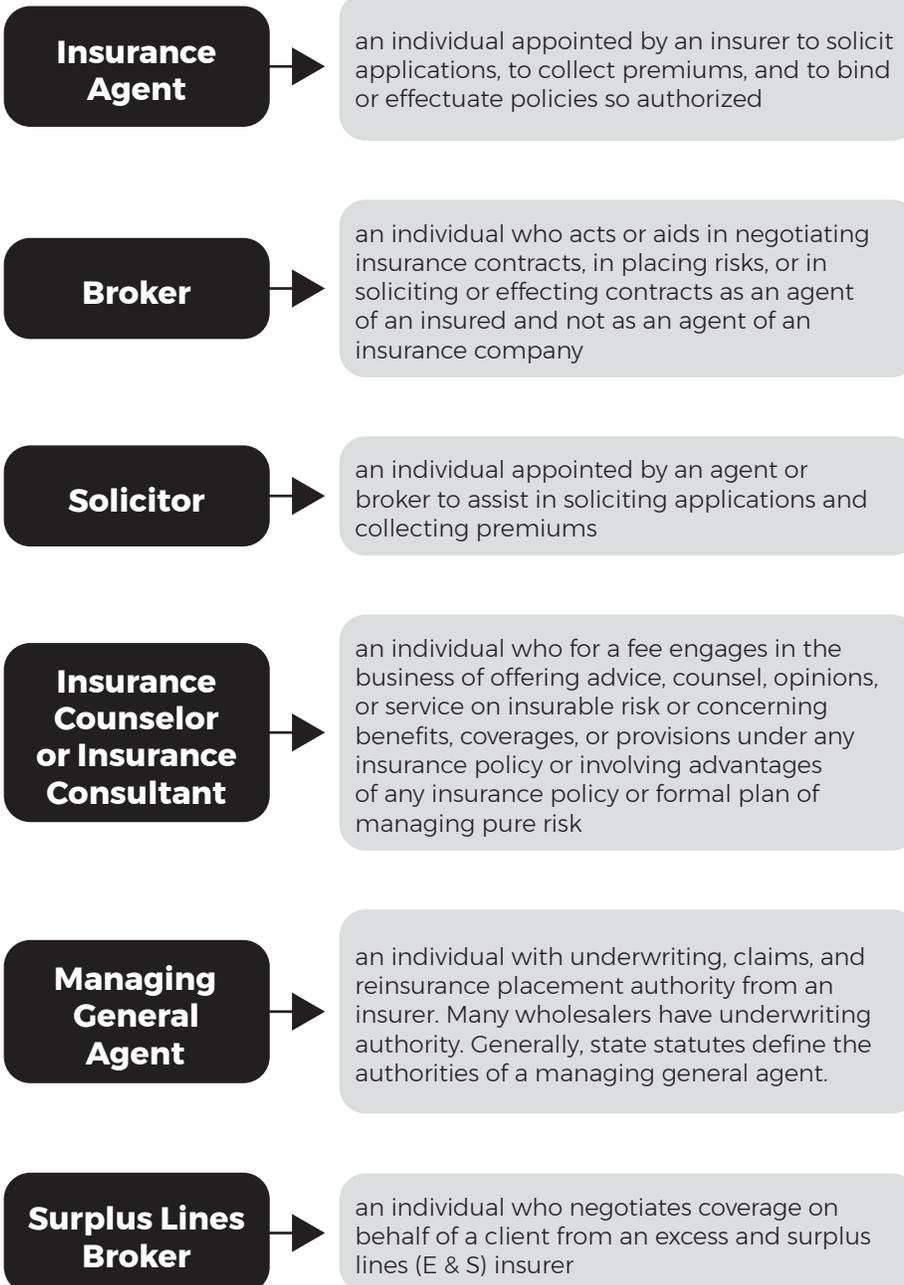 Insurance
Agent
an individual appointed by an insurer to solicit
applications, to collect premiums, and to bind
or effectuate policies so authorized
Broker
an individual who acts or aids in negotiating
insurance contracts, in placing risks, or in
soliciting or effecting contracts as an agent
of an insured and not as an agent of an
insurance company
Solicitor
an individual appointed by an agent or
broker to assist in soliciting applications and
collecting premiums
Insurance
Counselor
or Insurance
Consultant
an individual who for a fee engages in the
business of offering advice, counsel, opinions,
or service on insurable risk or concerning
benefits, coverages, or provisions under any
insurance policy or involving advantages
of any insurance policy or formal plan of
managing pure risk
Managing
General
Agent
an individual with underwriting, claims, and
reinsurance placement authority from an
insurer. Many wholesalers have underwriting
authority. Generally, state statutes define the
authorities of a managing general agent.
Surplus Lines
Broker
an individual who negotiates coverage on
behalf of a client from an excess and surplus
lines (E & S) insurer